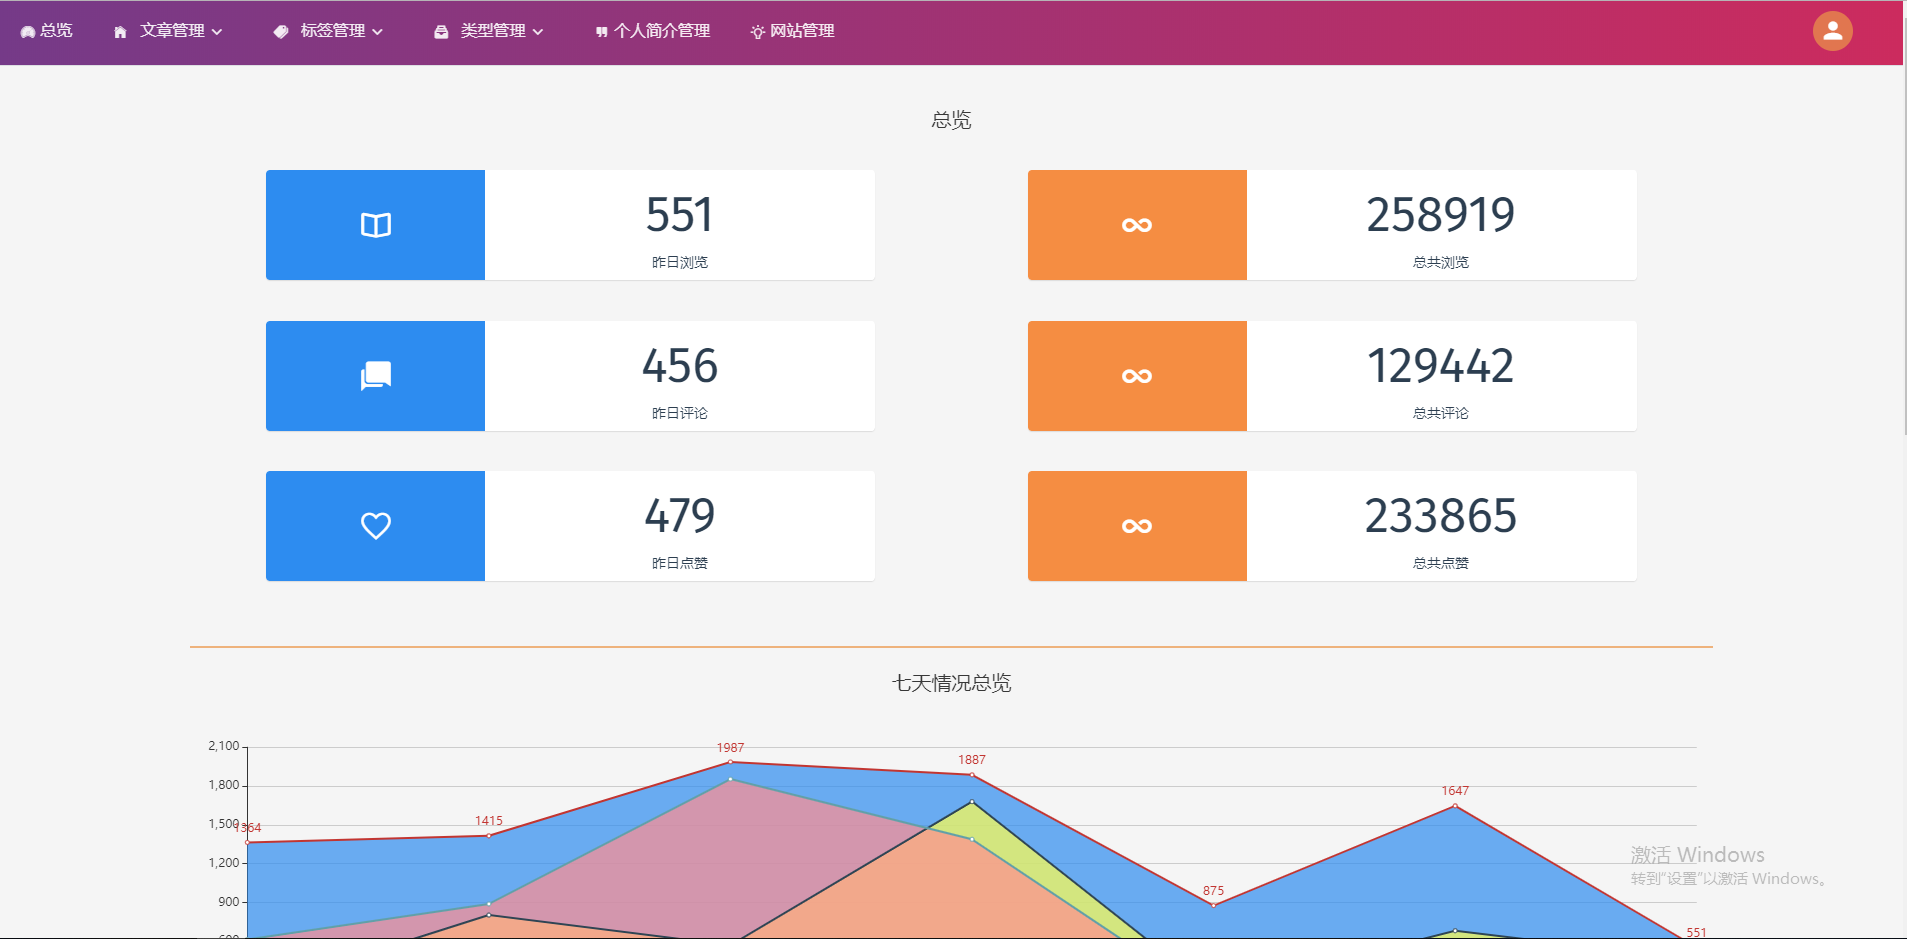 总览 文章管理 标签管理 类型管理 个人简介管理 网站管理
总览
551
昨日浏览
258919
总共浏览
456
昨日评论
129442
总共评论
479
昨日点赞
233865
总共点赞
七天情况总览
2,100
1987
1887
1,800
1647
1,500
1364
1415
1,200
激活 Windows
转到"设置"以激活 Windows。
900
875
600
551